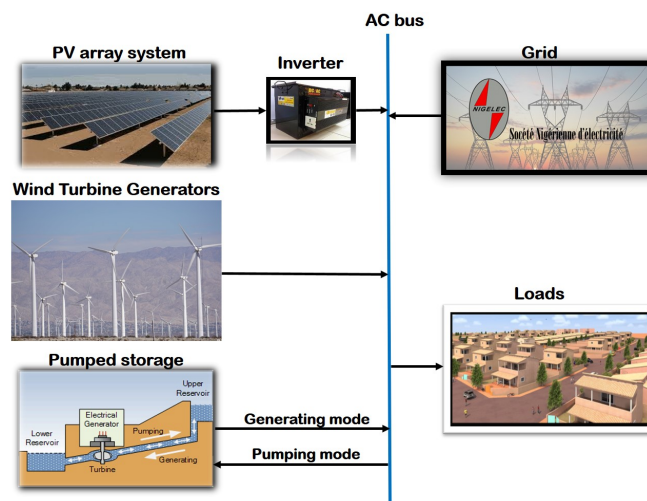 AC bus
PV array system
Inverter
Grid
NIGELEC
Société Nigérienne d'électricité
Wind Turbine Generators
Loads
Pumped storage
Upper
Reservoir
Electrical
Generator
Lower
Reservoir
Pumping
Generating
Turbine
Generating mode
Pumping mode